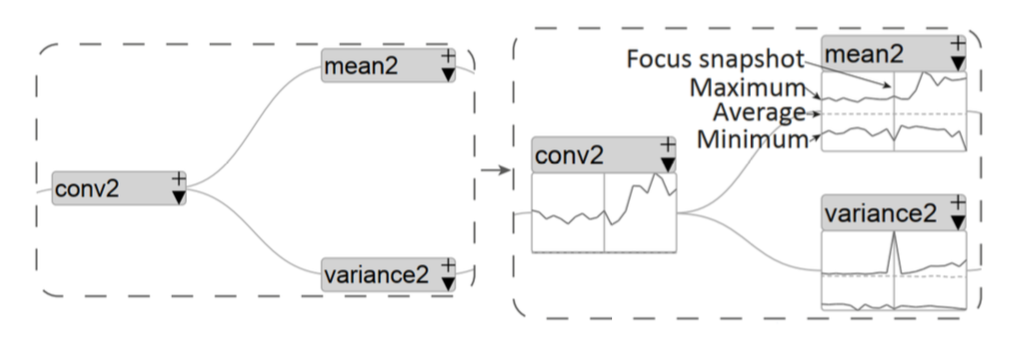 mean2
conv2
variance2
Focus snapshot
Maximum
Average
Minimum
mean2
conv2
variance2